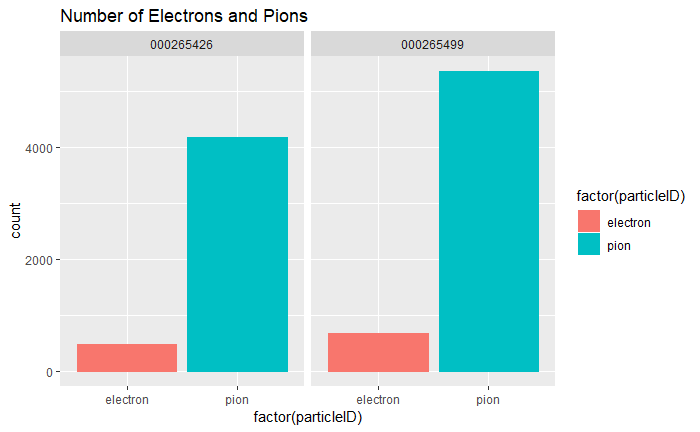 Number of Electrons and Pions
000265426
000265499
4000
2000
0
count
electron
pion
electron
pion
factor(particleID)
factor(particleID)
electron
pion